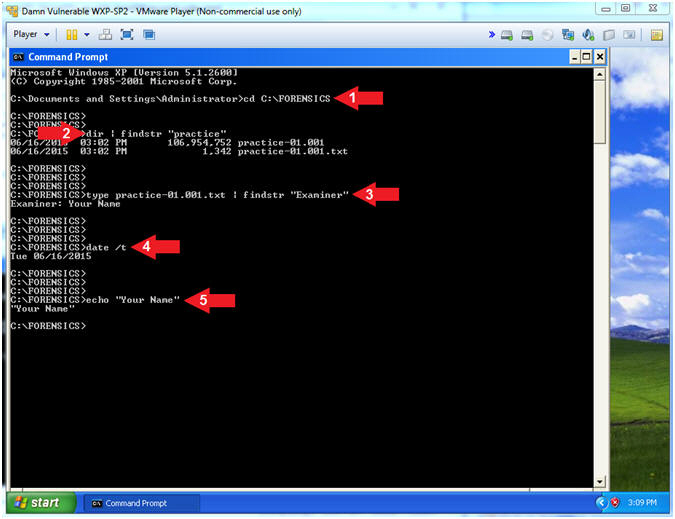 Damn Vulnerable WXP-SP2 - VMware Player (Non-commercial use only)
Player
Command Prompt
Microsoft Windows XP [Version 5.1.2600]
(C) Copyright 1985-2001 Microsoft Corp.
C:\Documents and Settings\Administrator>cd C:\FORENSICS
1
C:\FORENSICS>
C:\FORENSICS>
2
dir | findstr "practice"
06/16/2015 03:02 PM 106,954,752 practice-01.001
06/16/2015 03:02 PM 1,342 practice-01.001.txt
C:\FORENSICS>
C:\FORENSICS>
C:\FORENSICS>type practice-01.001.txt | findstr "Examiner"
3
Examiner: Your Name
C:\FORENSICS>
C:\FORENSICS>
C:\FORENSICS>date /t
4
Tue 06/16/2015
C:\FORENSICS>
C:\FORENSICS>
C:\FORENSICS>echo "Your Name"
5
"Your Name"
C:\FORENSICS>
start
Command Prompt
3:09 PM